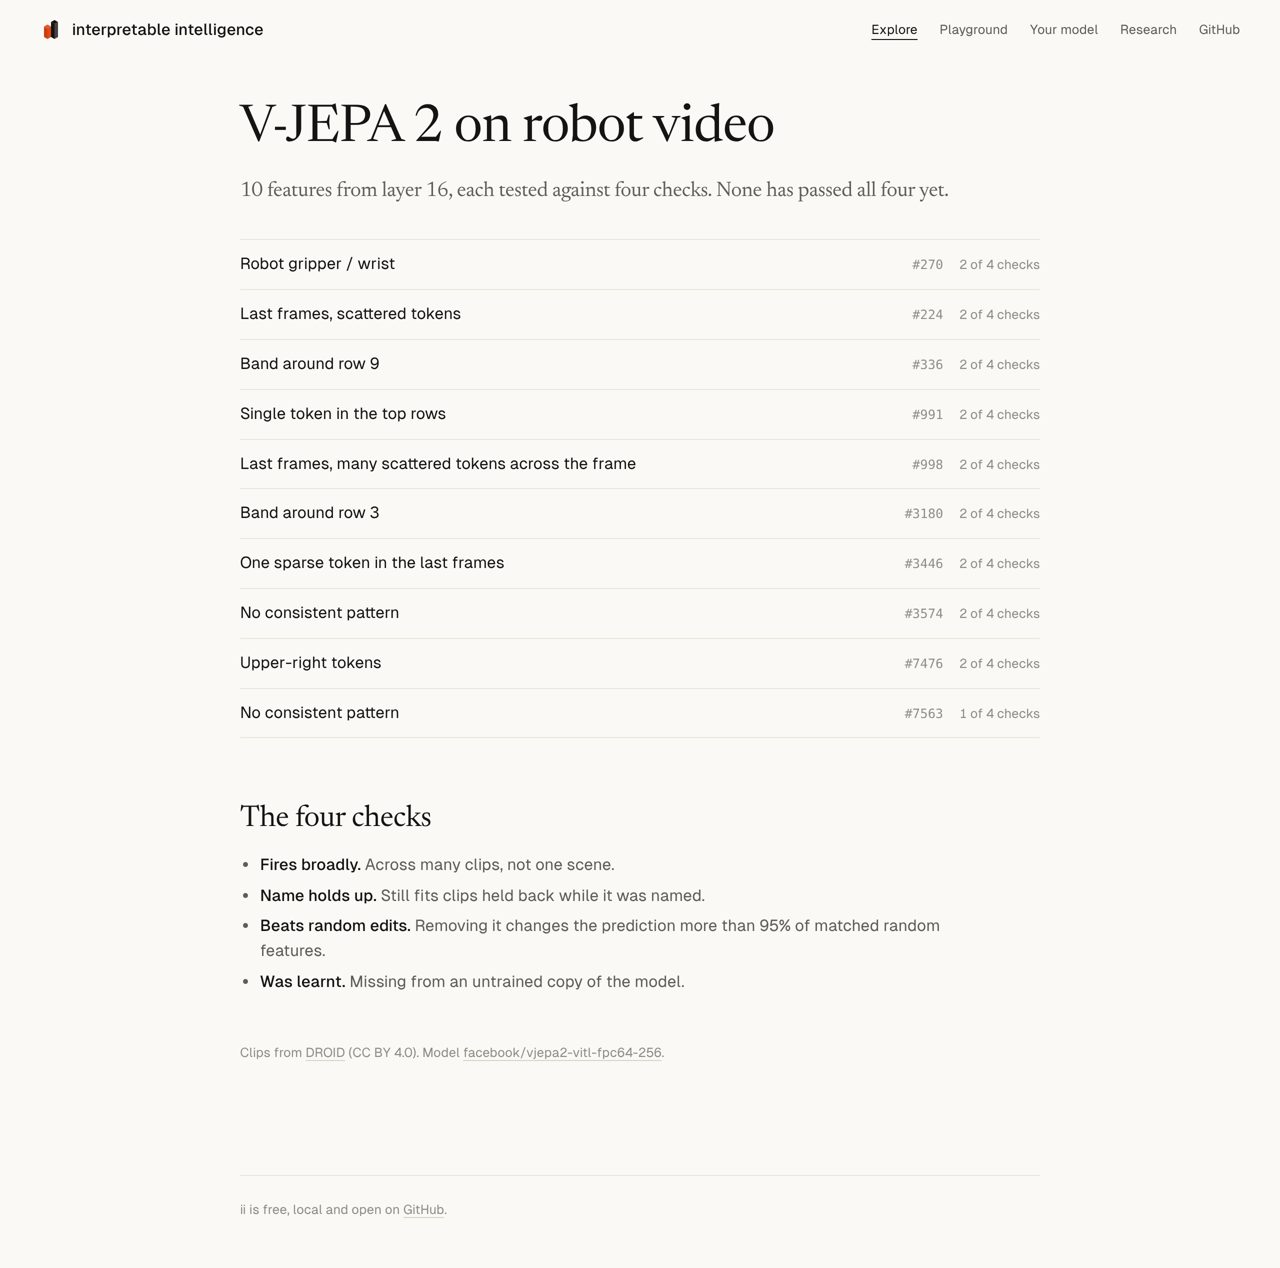 interpretable intelligence
Explore
Playground
Your model
Research
GitHub
V-JEPA 2 on robot video
10 features from layer 16, each tested against four checks. None has passed all four yet.
Robot gripper / wrist #270 2 of 4 checks
Last frames, scattered tokens #224 2 of 4 checks
Band around row 9 #336 2 of 4 checks
Single token in the top rows #991 2 of 4 checks
Last frames, many scattered tokens across the frame #998 2 of 4 checks
Band around row 3 #3180 2 of 4 checks
One sparse token in the last frames #3446 2 of 4 checks
No consistent pattern #3574 2 of 4 checks
Upper-right tokens #7476 2 of 4 checks
No consistent pattern #7563 1 of 4 checks
The four checks
• Fires broadly. Across many clips, not one scene.
• Name holds up. Still fits clips held back while it was named.
• Beats random edits. Removing it changes the prediction more than 95% of matched random
features.
• Was learnt. Missing from an untrained copy of the model.
Clips from DROID (CC BY 4.0). Model facebook/vjepa2-vitl-fpc64-256.
ii is free, local and open on GitHub.